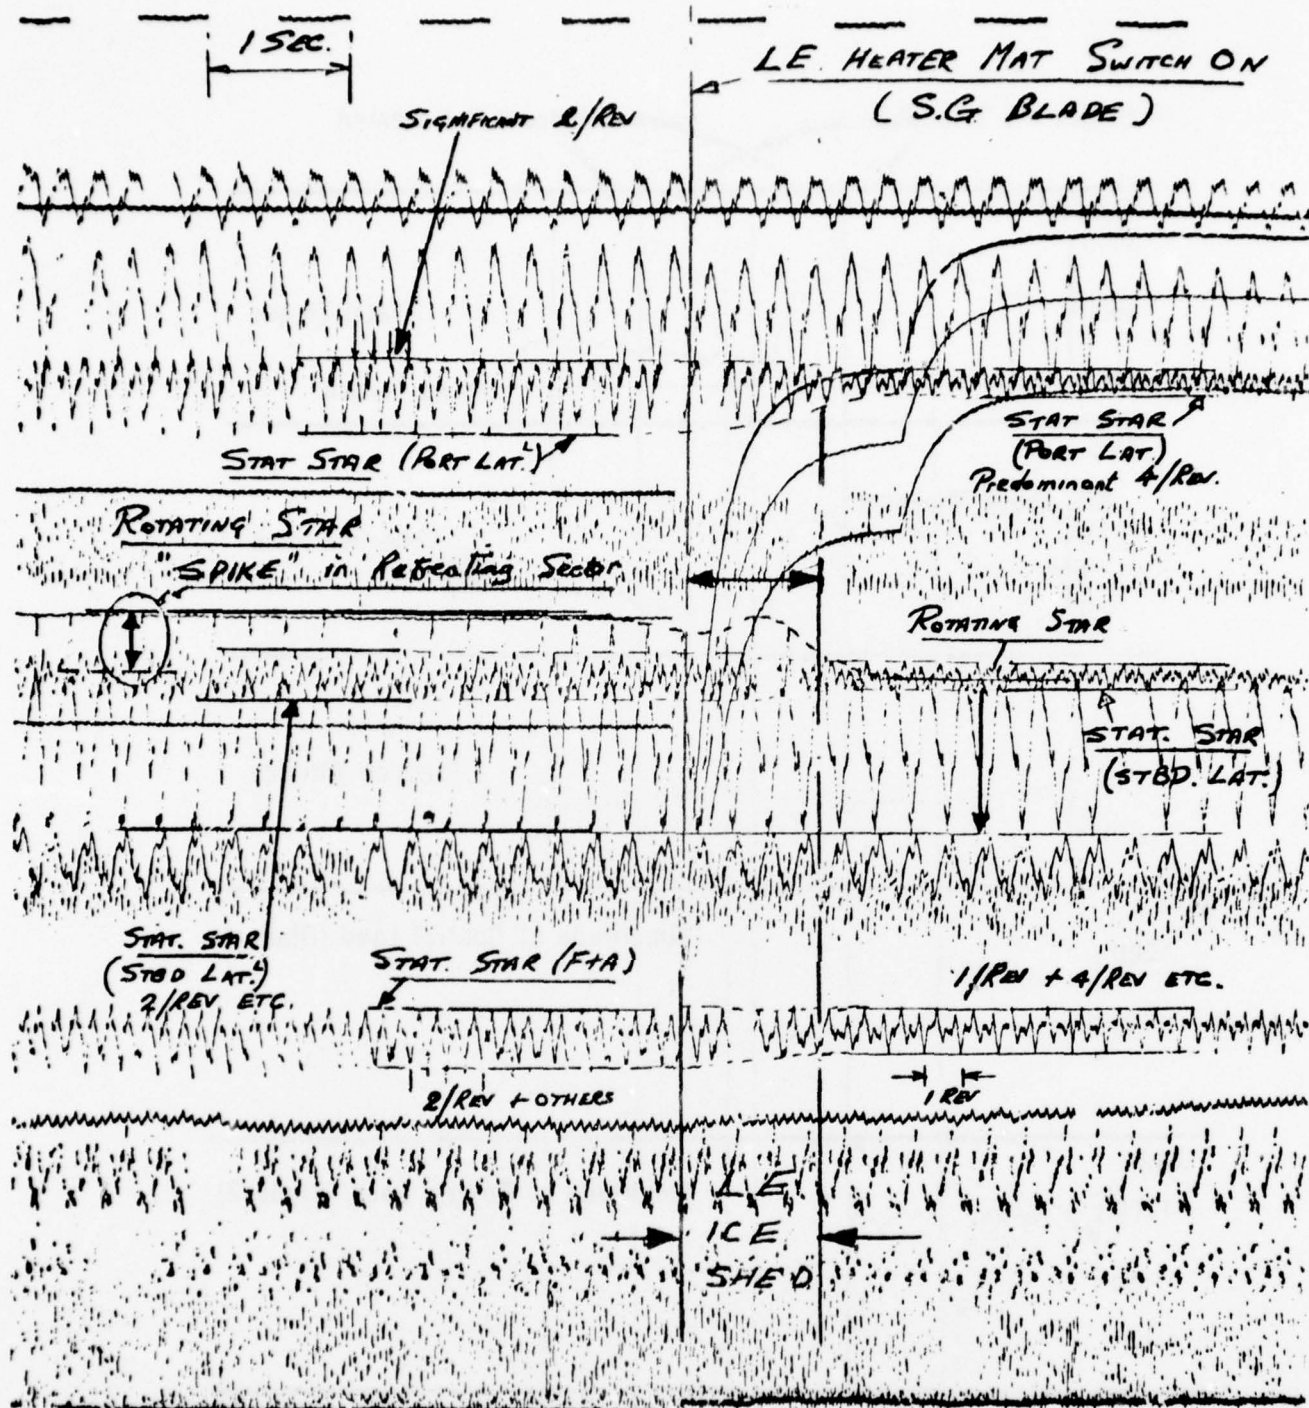 1 SEC.
LE. HEATER MAT SWITCH ON
(S.G. BLADE)
SIGNIFICANT 2/REV
STAT STAR (PORT LAT.L)
STAT STAR
(PORT LAT.)
Predominant 4/REV.
ROTATING STAR
"SPIKE" in Retreating Sector
ROTATING STAR
STAT. STAR
(STBD. LAT.)
STAT. STAR
(STBD LAT.L)
2/REV ETC.
STAT. STAR (F+A)
1/REV + 4/REV ETC.
2/REV + OTHERS
1 REV
LE
ICE
SHED